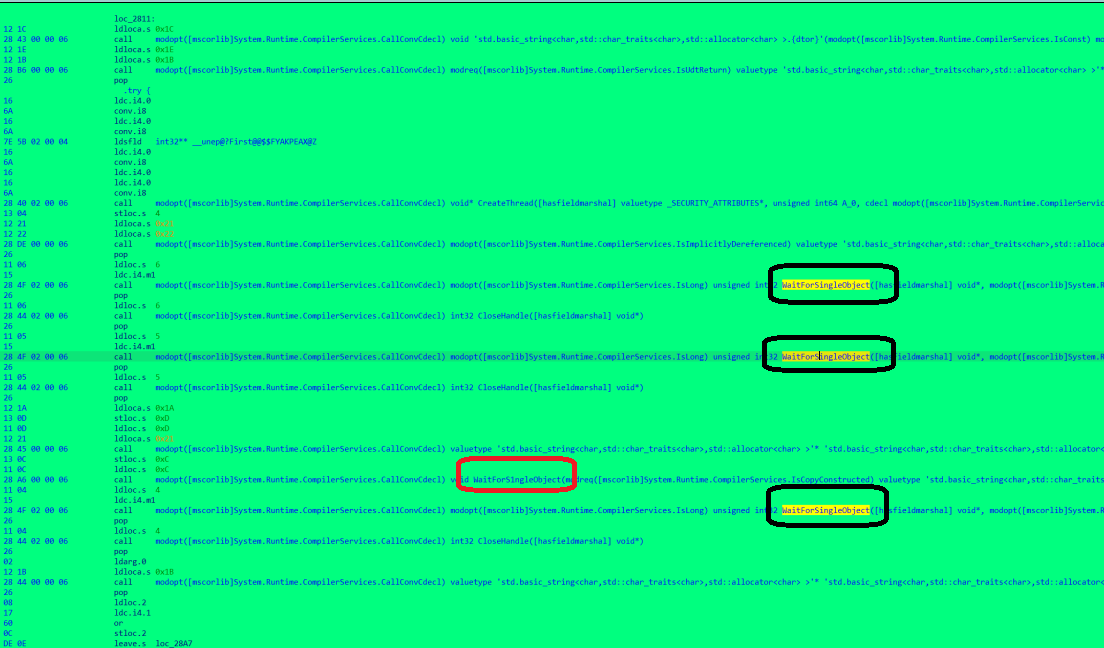 loc_2811:
12 1C ldloca.s 0x1C
28 43 00 00 06 call modopt([mscorlib]System.Runtime.CompilerServices.CallConvCdecl) void 'std.basic_string<char,std::char_traits<char>,std::allocator<char> >.{dtor}'(modopt([mscorlib]System.Runtime.CompilerServices.IsConst) mo
12 1E ldloca.s 0x1E
12 1B ldloca.s 0x1B
28 B6 00 00 06 call modopt([mscorlib]System.Runtime.CompilerServices.CallConvCdecl) modreq([mscorlib]System.Runtime.CompilerServices.IsUdtReturn) valuetype 'std.basic_string<char,std::char_traits<char>,std::allocator<char> >'*
26 pop
.try {
16 ldc.i4.0
6A conv.i8
16 ldc.i4.0
6A conv.i8
7E 5B 02 00 04 ldsfld int32** __unep@?First@@$$FYAKPEAX@Z
16 ldc.i4.0
6A conv.i8
16 ldc.i4.0
16 ldc.i4.0
6A conv.i8
28 40 02 00 06 call modopt([mscorlib]System.Runtime.CompilerServices.CallConvCdecl) void* CreateThread([hasfieldmarshal] valuetype _SECURITY_ATTRIBUTES*, unsigned int64 A_0, cdecl modopt([mscorlib]System.Runtime.CompilerServic
13 04 stloc.s 4
12 21 ldloca.s
12 22 ldloca.s
28 DE 00 00 06 call modopt([mscorlib]System.Runtime.CompilerServices.CallConvCdecl) modopt([mscorlib]System.Runtime.CompilerServices.IsImplicitlyDereferenced) valuetype 'std.basic_string<char,std::char_traits<char>,std::alloca
26 pop
11 06 ldloc.s 6
15 ldc.i4.m1
28 4F 02 00 06 call modopt([mscorlib]System.Runtime.CompilerServices.CallConvCdecl) modopt([mscorlib]System.Runtime.CompilerServices.IsLong) unsigned int32 WaitForSingleObject([hasfieldmarshal] void*, modopt([mscorlib]System.R
26 pop
11 06 ldloc.s 6
28 44 02 00 06 call modopt([mscorlib]System.Runtime.CompilerServices.CallConvCdecl) int32 CloseHandle([hasfieldmarshal] void*)
26 pop
11 05 ldloc.s 5
15 ldc.i4.m1
28 4F 02 00 06 call modopt([mscorlib]System.Runtime.CompilerServices.CallConvCdecl) modopt([mscorlib]System.Runtime.CompilerServices.IsLong) unsigned int32 WaitForSingleObject([hasfieldmarshal] void*, modopt([mscorlib]System.R
26 pop
11 05 ldloc.s 5
28 44 02 00 06 call modopt([mscorlib]System.Runtime.CompilerServices.CallConvCdecl) int32 CloseHandle([hasfieldmarshal] void*)
26 pop
12 1A ldloca.s 0x1A
13 0D stloc.s 0xD
11 0D ldloc.s 0xD
12 21 ldloca.s 0x21
28 45 00 00 06 call modopt([mscorlib]System.Runtime.CompilerServices.CallConvCdecl) valuetype 'std.basic_string<char,std::char_traits<char>,std::allocator<char> >'* 'std.basic_string<char,std::char_traits<char>,std::allocator<
13 0C stloc.s 0xC
11 0C ldloc.s 0xC
28 A6 00 00 06 call modopt([mscorlib]System.Runtime.CompilerServices.CallConvCdecl) void WaitForS1ngleObject(modreq([mscorlib]System.Runtime.CompilerServices.IsCopyConstructed) valuetype 'std.basic_string<char,std::char_traits
11 04 ldloc.s 4
15 ldc.i4.m1
28 4F 02 00 06 call modopt([mscorlib]System.Runtime.CompilerServices.CallConvCdecl) modopt([mscorlib]System.Runtime.CompilerServices.IsLong) unsigned int32 WaitForSingleObject([hasfieldmarshal] void*, modopt([mscorlib]System.R
26 pop
11 04 ldloc.s 4
28 44 02 00 06 call modopt([mscorlib]System.Runtime.CompilerServices.CallConvCdecl) int32 CloseHandle([hasfieldmarshal] void*)
26 pop
02 ldarg.0
12 1B ldloca.s 0x1B
28 44 00 00 06 call modopt([mscorlib]System.Runtime.CompilerServices.CallConvCdecl) valuetype 'std.basic_string<char,std::char_traits<char>,std::allocator<char> >'* 'std.basic_string<char,std::char_traits<char>,std::allocator<
26 pop
08 ldloc.2
17 ldc.i4.1
60 or
0C stloc.2
DE 0E leave.s loc_28A7